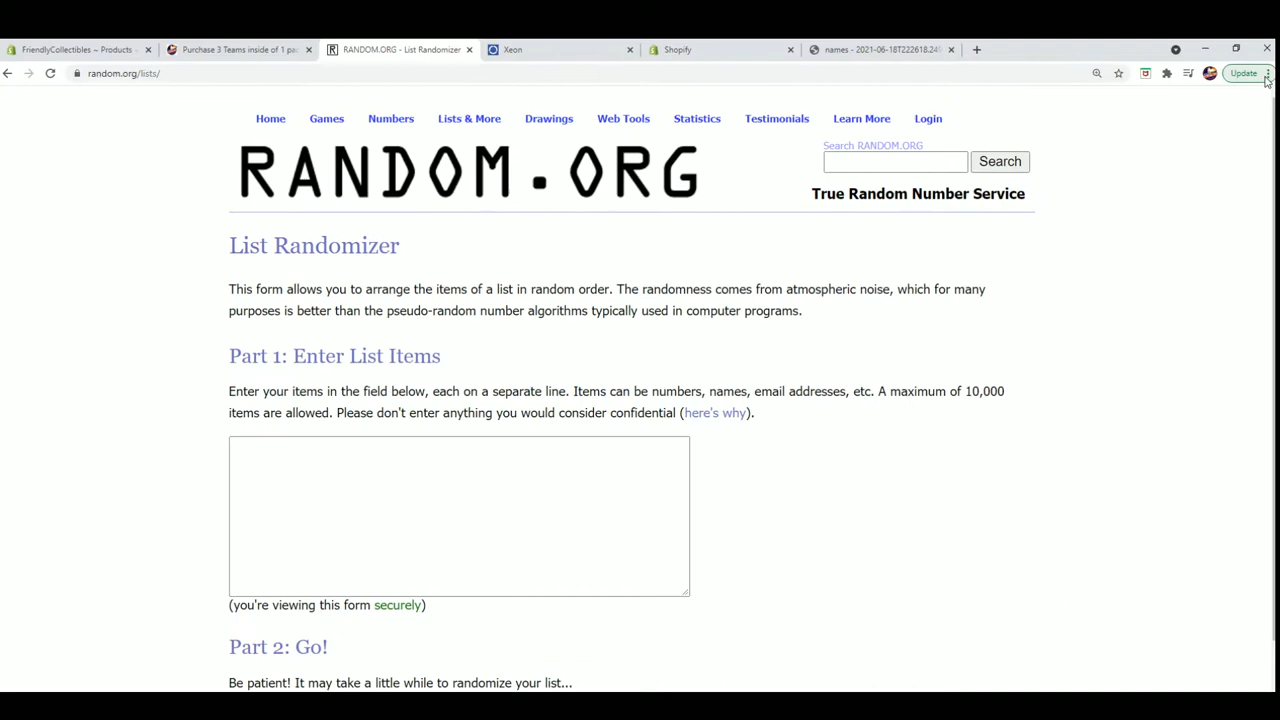 FriendlyCollectibles ~ Products
Purchase 3 Teams inside of 1 pac
RANDOM.ORG - List Randomizer
Xeon
Shopify
names - 2021-06-18T222618.249
random.org/lists/
Update
Home Games Numbers Lists & More Drawings Web Tools Statistics Testimonials Learn More Login
Search RANDOM.ORG
RANDOM.ORG
Search
True Random Number Service
List Randomizer
This form allows you to arrange the items of a list in random order. The randomness comes from atmospheric noise, which for many
purposes is better than the pseudo-random number algorithms typically used in computer programs.
Part 1: Enter List Items
Enter your items in the field below, each on a separate line. Items can be numbers, names, email addresses, etc. A maximum of 10,000
items are allowed. Please don't enter anything you would consider confidential (here's why).
(you're viewing this form securely)
Part 2: Go!
Be patient! It may take a little while to randomize your list...